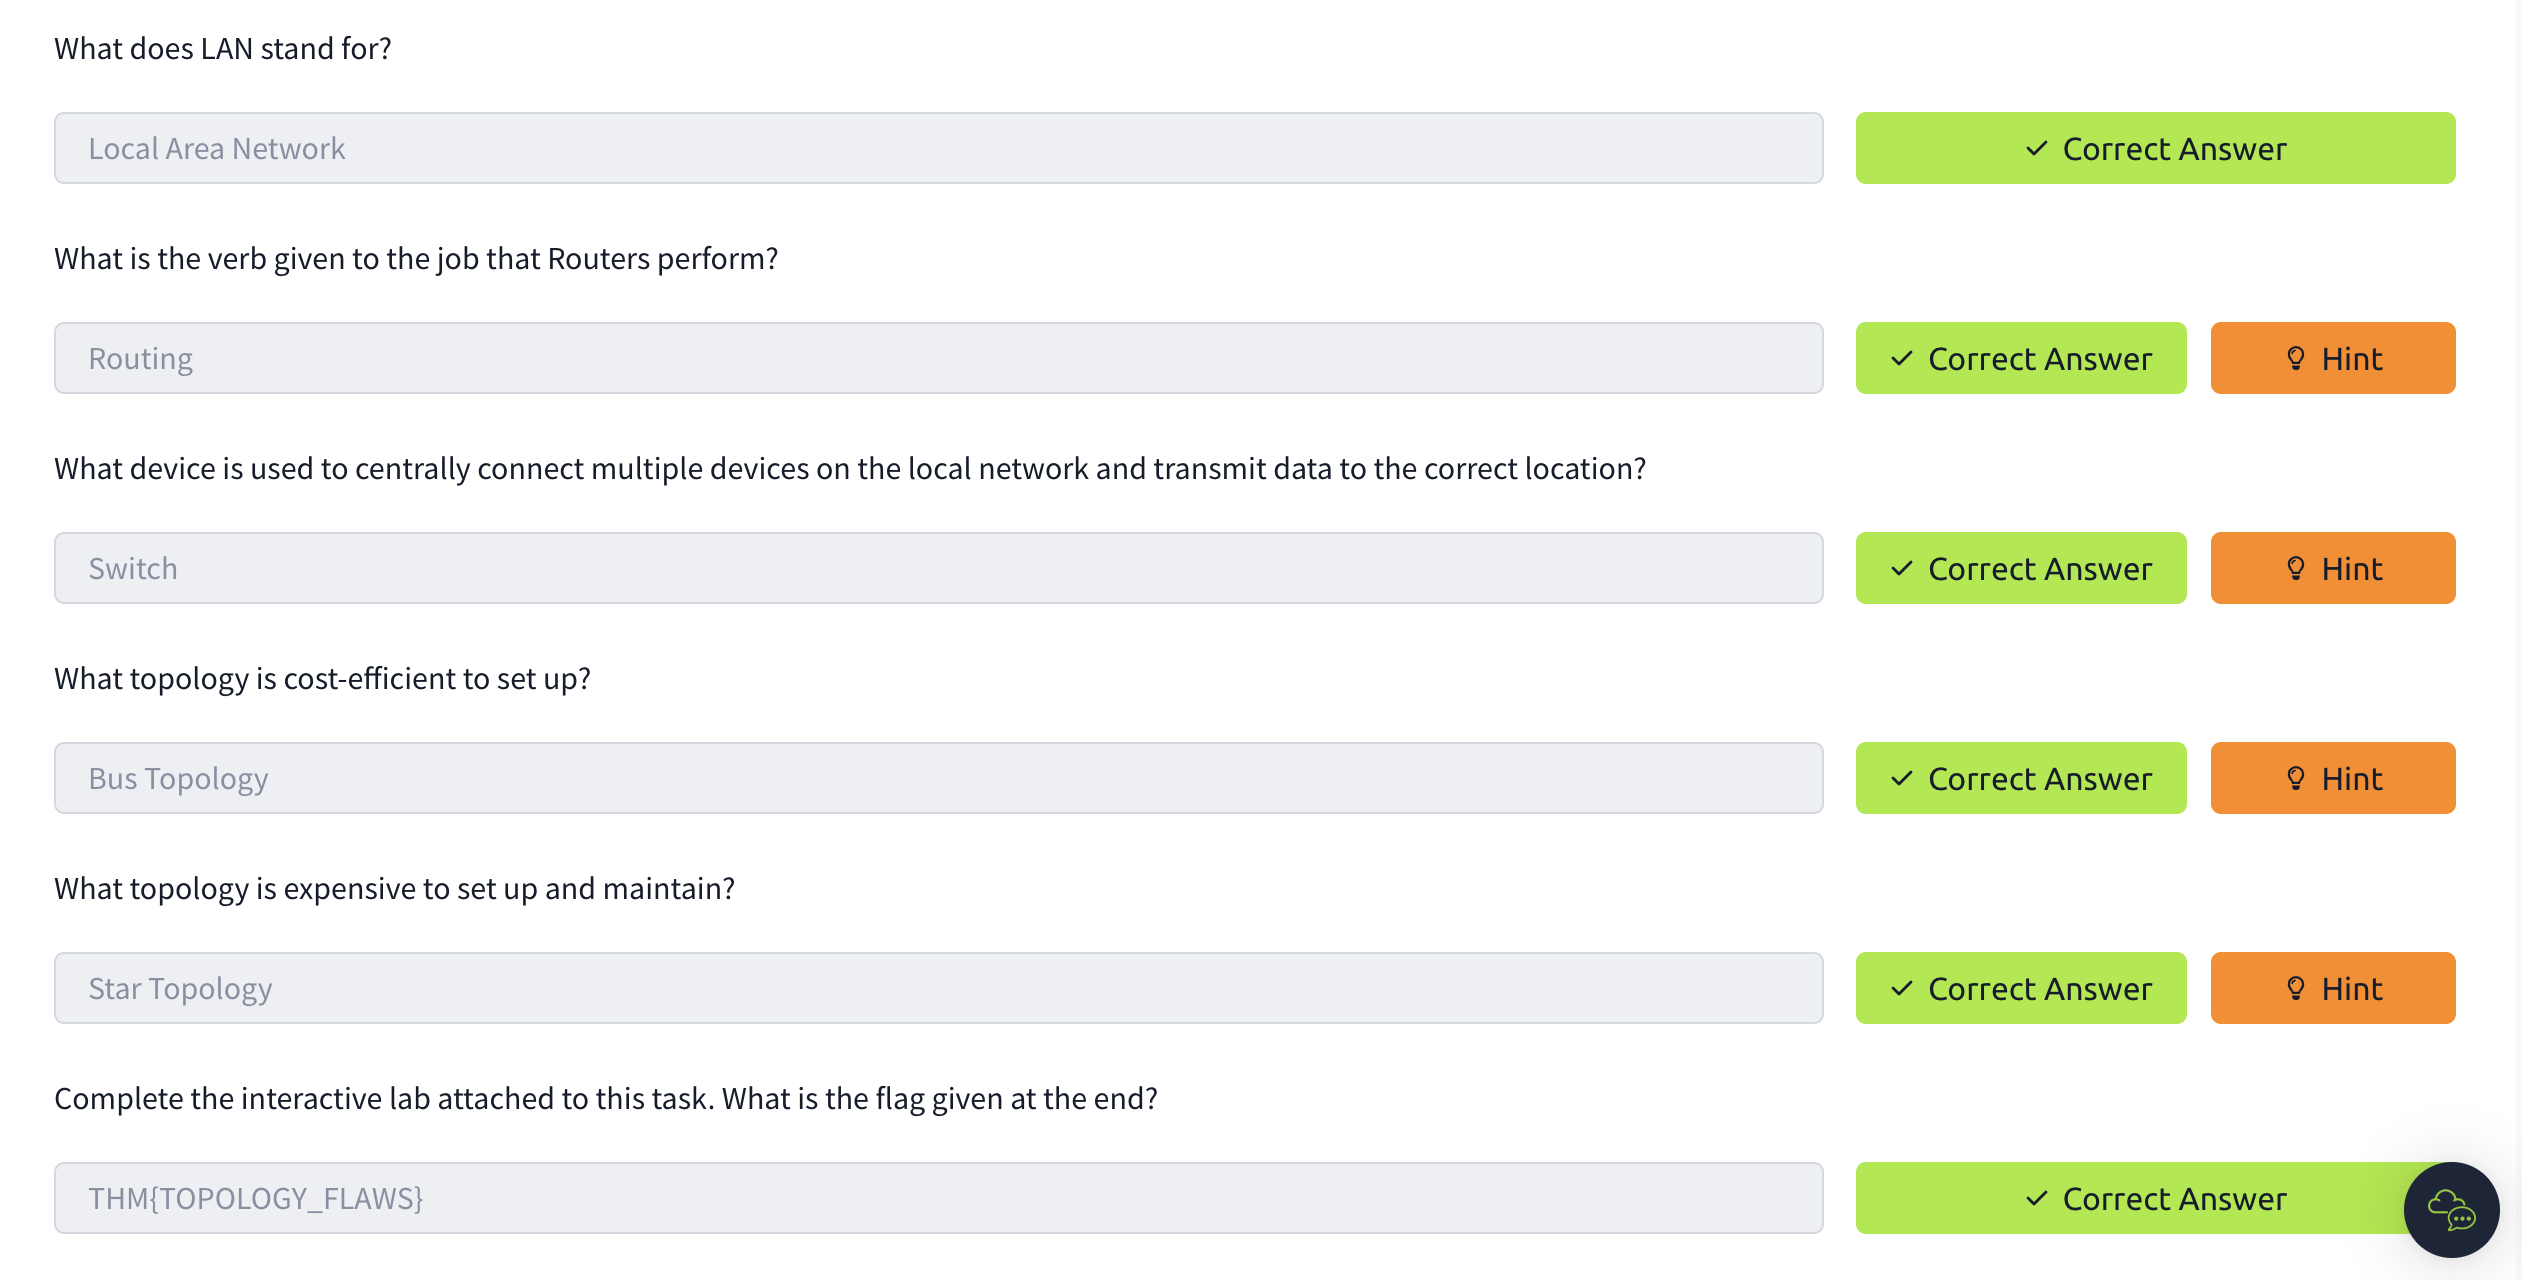 What does LAN stand for?
Local Area Network
Correct Answer
What is the verb given to the job that Routers perform?
Routing
Correct Answer
Hint
What device is used to centrally connect multiple devices on the local network and transmit data to the correct location?
Switch
Correct Answer
Hint
What topology is cost-efficient to set up?
Bus Topology
Correct Answer
Hint
What topology is expensive to set up and maintain?
Star Topology
Correct Answer
Hint
Complete the interactive lab attached to this task. What is the flag given at the end?
THM{TOPOLOGY_FLAWS}
Correct Answer